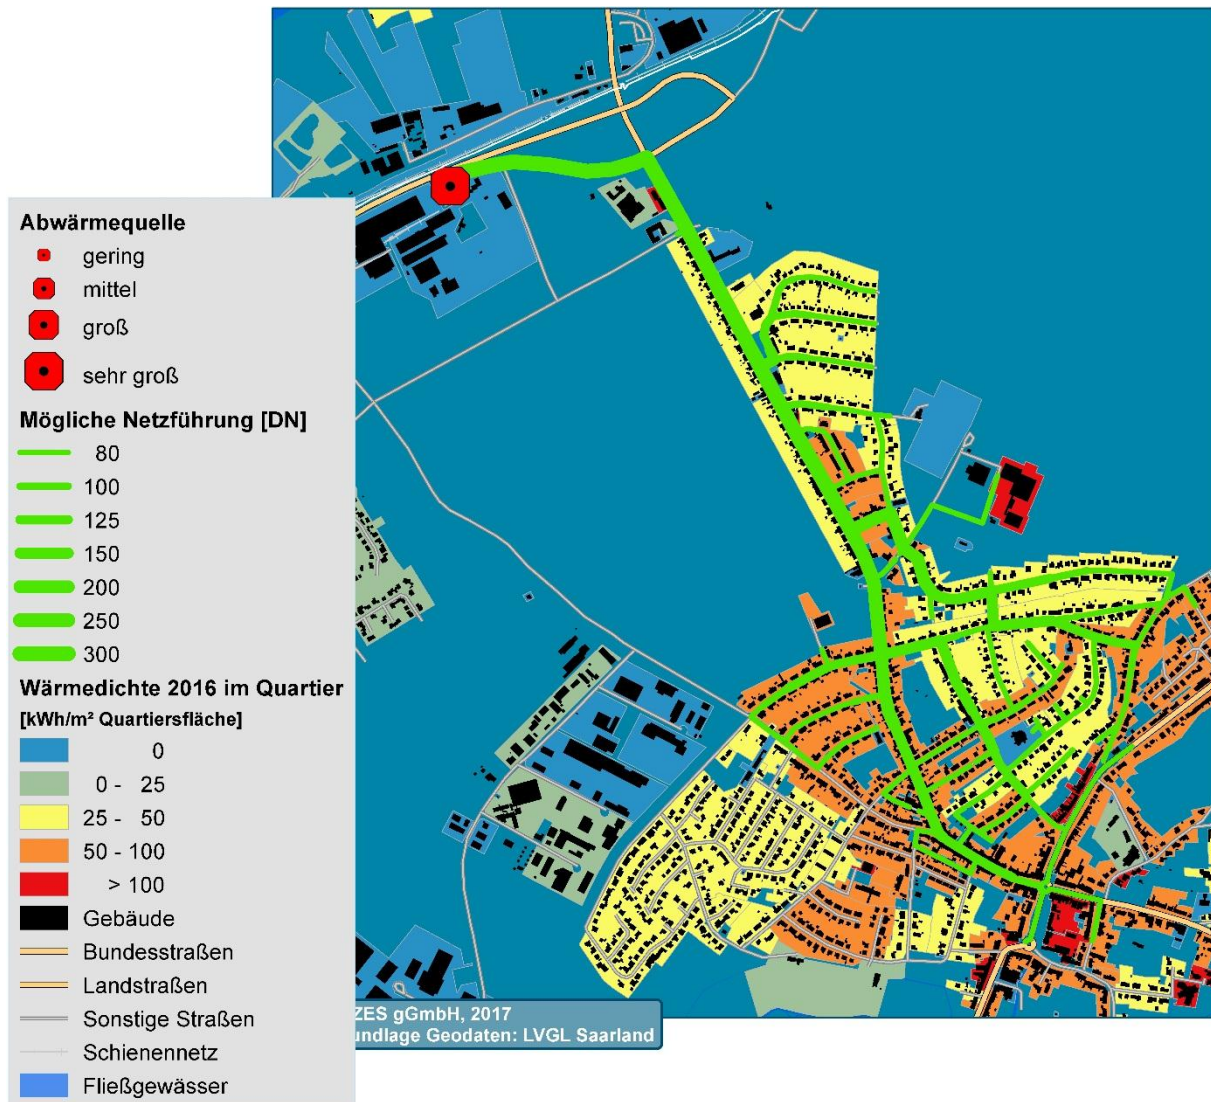 Abwärmequelle
gering
mittel
groß
sehr groß
Mögliche Netzführung [DN]
80
100
125
150
200
250
300
Wärmedichte 2016 im Quartier
[kWh/m² Quartiersfläche]
0
0 - 25
25 - 50
50 - 100
> 100
Gebäude
Bundesstraßen
Landstraßen
Sonstige Straßen
Schienennetz
Fließgewässer
ZES gGmbH, 2017
undlage Geodaten: LVGL Saarland